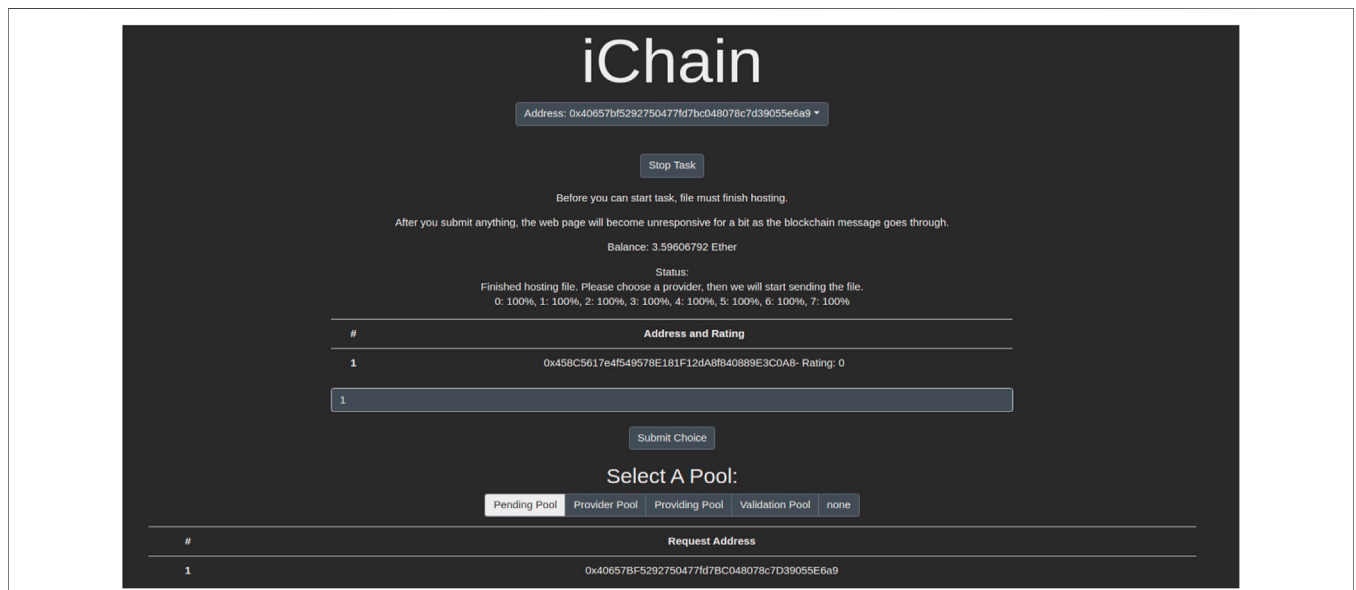 iChain
Address: 0x40657bf5292750477fd7bc048078c7d39055e6a9
Stop Task
Before you can start task, file must finish hosting.
After you submit anything, the web page will become unresponsive for a bit as the blockchain message goes through.
Balance: 3.59606792 Ether
Status:
Finished hosting file. Please choose a provider, then we will start sending the file.
0: 100%, 1: 100%, 2: 100%, 3: 100%, 4: 100%, 5: 100%, 6: 100%, 7: 100%
# Address and Rating
1 0x458C5617e4f549578E181F12dA8f840889E3C0A8- Rating: 0
1
Submit Choice
Select A Pool:
Pending Pool Provider Pool Providing Pool Validation Pool none
# Request Address
1 0x40657BF5292750477fd7BC048078c7D39055E6a9